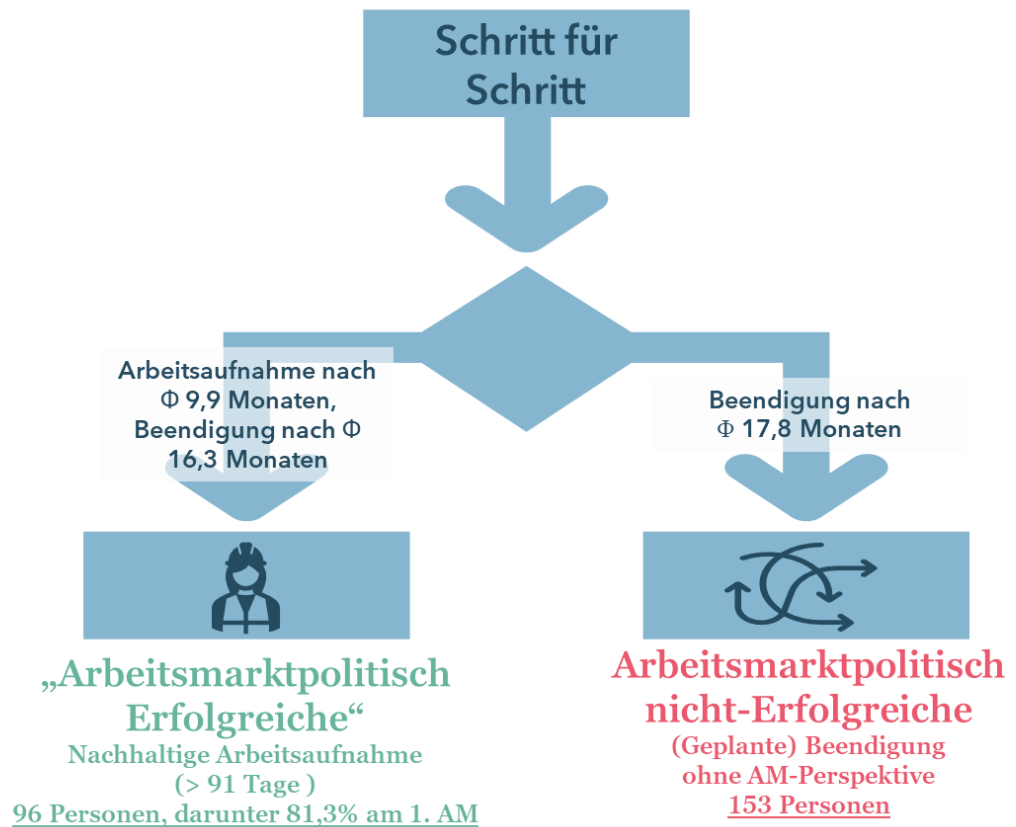 Schritt für
Schritt
Arbeitsaufnahme nach
Φ 9,9 Monaten,
Beendigung nach Φ
16,3 Monaten
Beendigung nach
Φ 17,8 Monaten
„Arbeitsmarktpolitisch
Erfolgreiche“
Nachhaltige Arbeitsaufnahme
(> 91 Tage )
96 Personen, darunter 81,3% am 1. AM
Arbeitsmarktpolitisch
nicht-Erfolgreiche
(Geplante) Beendigung
ohne AM-Perspektive
153 Personen